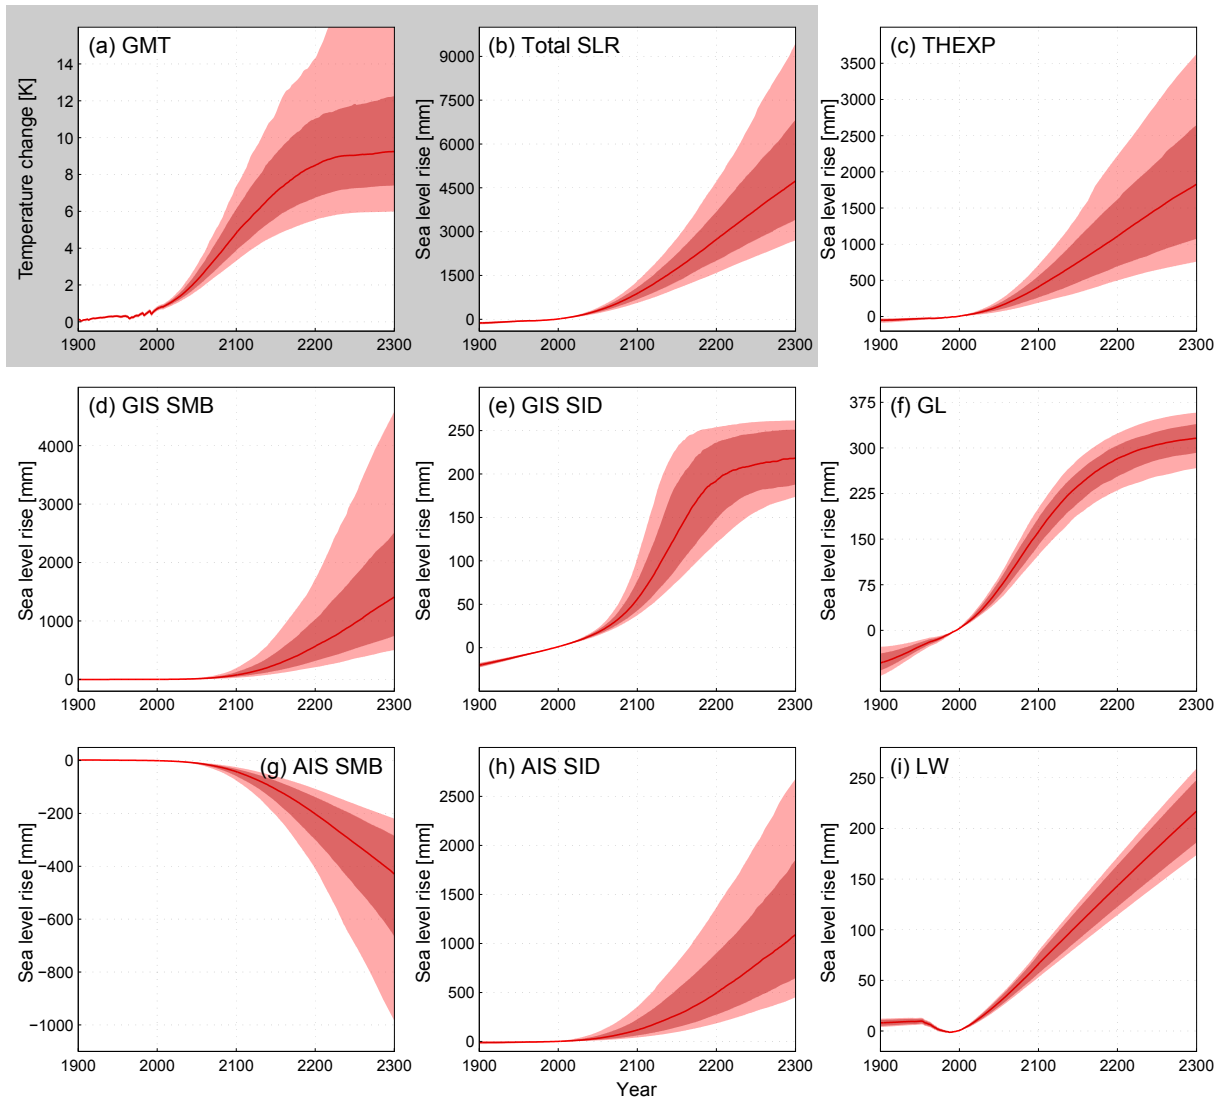 (a) GMT
Temperature change [K]
14
12
10
8
6
4
2
0
1900 2000 2100 2200 2300
(b) Total SLR
Sea level rise [mm]
9000
7500
6000
4500
3000
1500
0
1900 2000 2100 2200 2300
(c) THEXP
Sea level rise [mm]
3500
3000
2500
2000
1500
1000
500
0
1900 2000 2100 2200 2300
(d) GIS SMB
Sea level rise [mm]
4000
3000
2000
1000
0
1900 2000 2100 2200 2300
(e) GIS SID
Sea level rise [mm]
250
200
150
100
50
0
1900 2000 2100 2200 2300
(f) GL
Sea level rise [mm]
375
300
225
150
75
0
1900 2000 2100 2200 2300
(g) AIS SMB
Sea level rise [mm]
0
−200
−400
−600
−800
−1000
1900 2000 2100 2200 2300
(h) AIS SID
Sea level rise [mm]
2500
2000
1500
1000
500
0
1900 2000 2100 2200 2300
(i) LW
Sea level rise [mm]
250
200
150
100
50
0
1900 2000 2100 2200 2300
Year